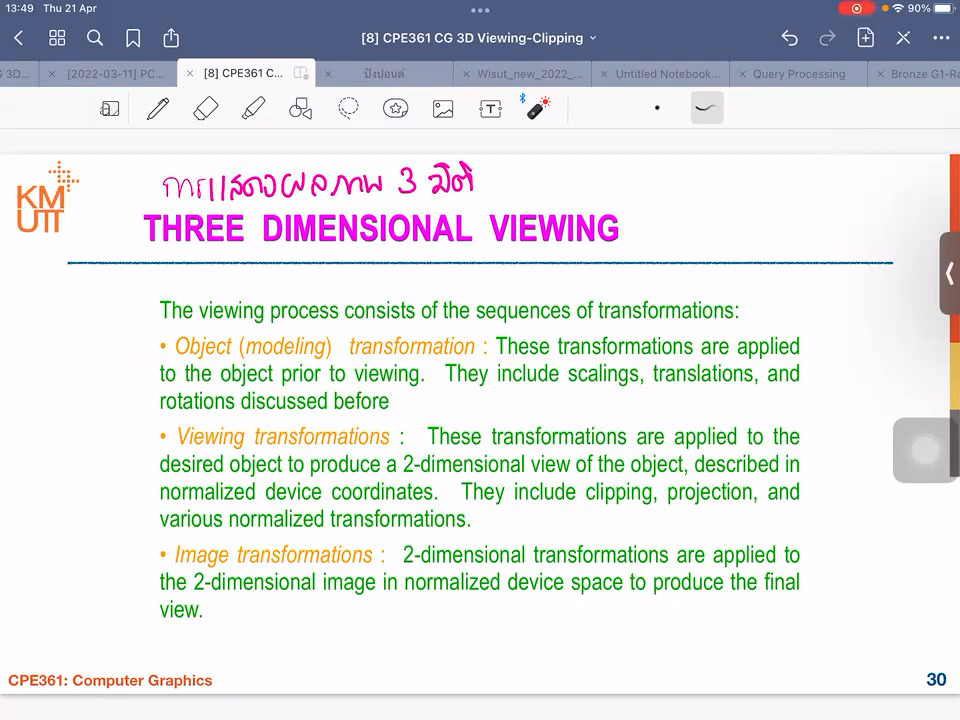 13:49 Thu 21 Apr
90%
[8] CPE361 CG 3D Viewing-Clipping
3D...
[2022-03-11] PC...
[8] CPE361 C...
ปังปอนด์
Wisut_new_2022_...
Untitled Notebook...
Query Processing
Bronze G1-Ra
KM
UTT
การแสดงผลภาพ 3 มิติ
THREE DIMENSIONAL VIEWING
The viewing process consists of the sequences of transformations:
• Object (modeling) transformation : These transformations are applied
to the object prior to viewing. They include scalings, translations, and
rotations discussed before
• Viewing transformations : These transformations are applied to the
desired object to produce a 2-dimensional view of the object, described in
normalized device coordinates. They include clipping, projection, and
various normalized transformations.
• Image transformations : 2-dimensional transformations are applied to
the 2-dimensional image in normalized device space to produce the final
view.
CPE361: Computer Graphics
30